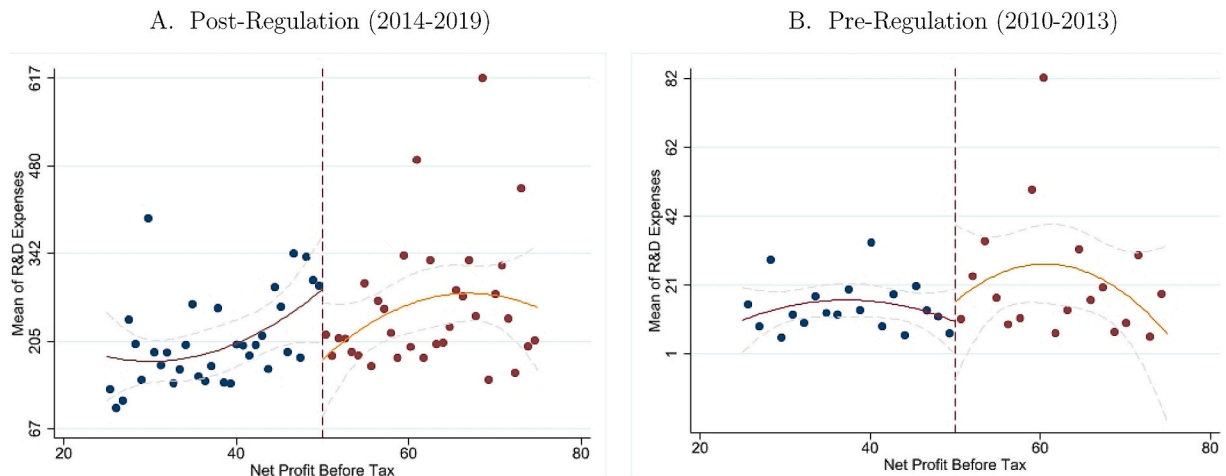 A. Post-Regulation (2014-2019)
Mean of R&D Expenses
617
480
342
205
67
20 40 60 80
Net Profit Before Tax
B. Pre-Regulation (2010-2013)
Mean of R&D Expenses
82
62
42
21
1
20 40 60 80
Net Profit Before Tax